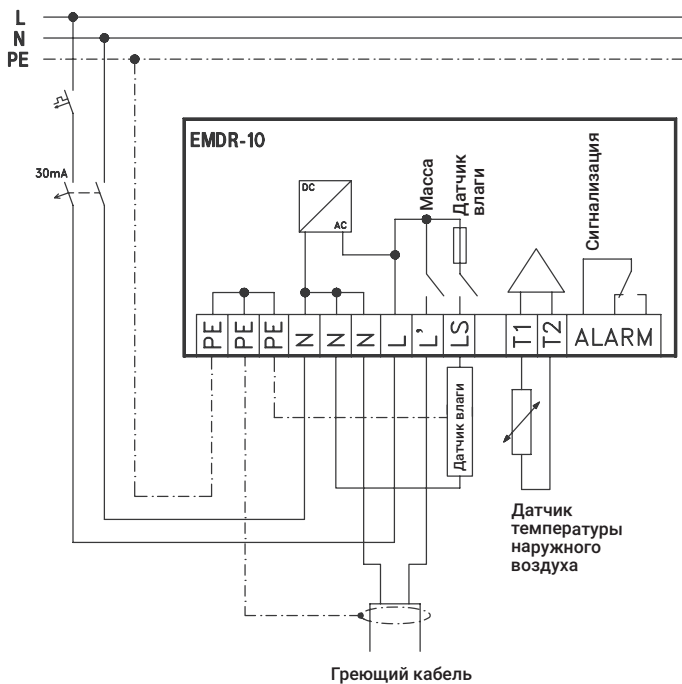 L
N
PE
30mA
EMDR-10
DC
AC
Масса
Датчик
влаги
Сигнализация
PE
PE
PE
N
N
N
L
L'
LS
T1
T2
ALARM
Датчик влаги
Датчик
температуры
наружного
воздуха
Греющий кабель